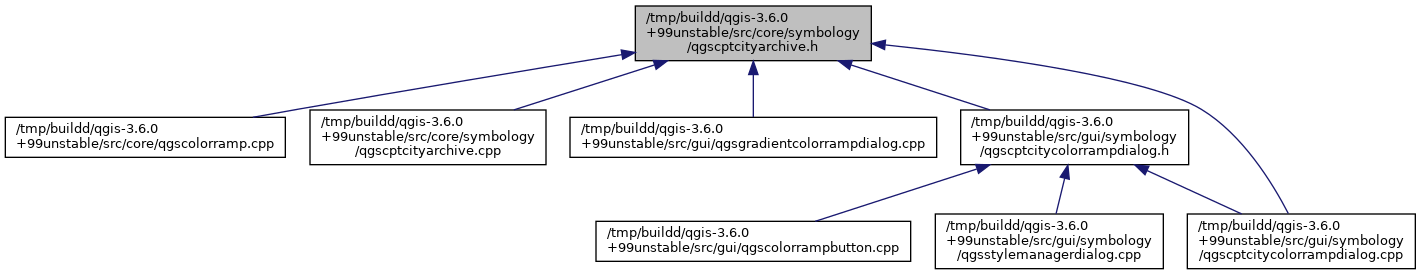 /tmp/buildd/qgis-3.6.0
+99unstable/src/core/symbology
/qgscptcityarchive.h
/tmp/buildd/qgis-3.6.0
+99unstable/src/core/qgscolorramp.cpp
/tmp/buildd/qgis-3.6.0
+99unstable/src/core/symbology
/qgscptcityarchive.cpp
/tmp/buildd/qgis-3.6.0
+99unstable/src/gui/qgsgradientcolorrampdialog.cpp
/tmp/buildd/qgis-3.6.0
+99unstable/src/gui/symbology
/qgscptcitycolorrampdialog.h
/tmp/buildd/qgis-3.6.0
+99unstable/src/gui/qgscolorrampbutton.cpp
/tmp/buildd/qgis-3.6.0
+99unstable/src/gui/symbology
/qgsstylemanagerdialog.cpp
/tmp/buildd/qgis-3.6.0
+99unstable/src/gui/symbology
/qgscptcitycolorrampdialog.cpp